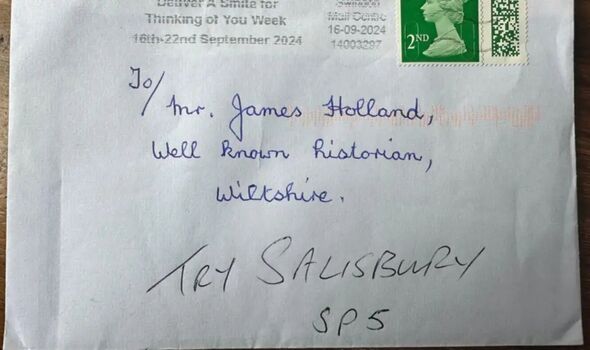 Deliver A Smile for
Thinking of You Week
16th-22nd September 2024
Mail Centre
16-09-2024
14003297
2ND
To/
Mr. James Holland,
Well known historian,
Wiltshire.
TRY SALISBURY
SP5